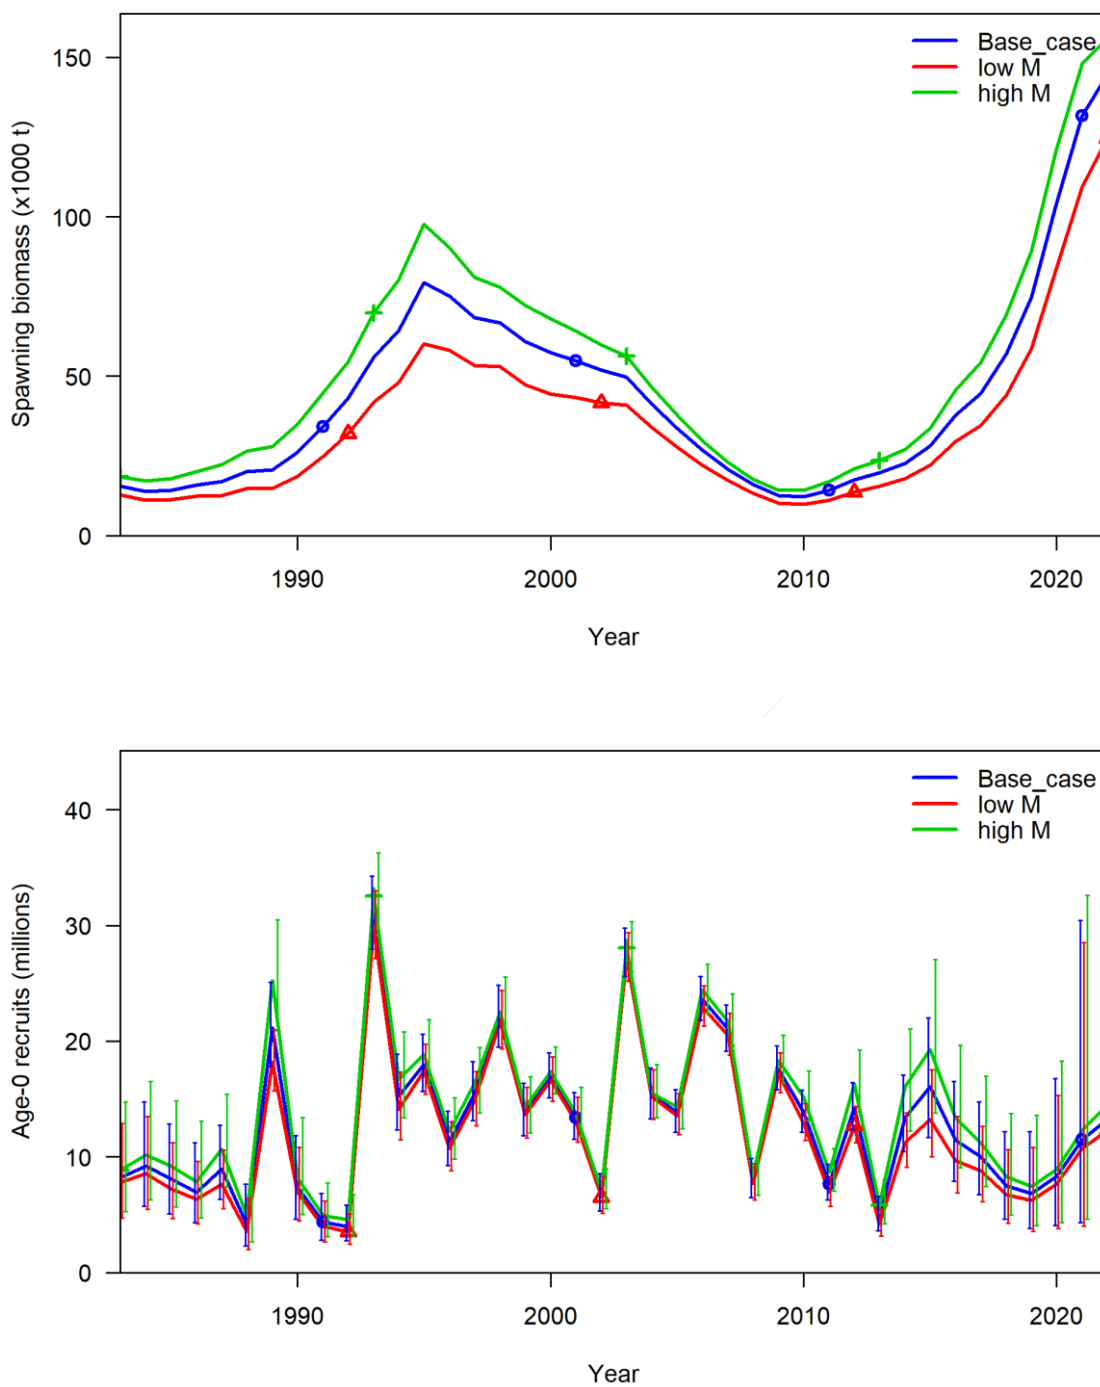 Spawning biomass (x1000 t)
150
100
50
0
Base_case
low M
high M
1990
2000
2010
2020
Year
Age-0 recruits (millions)
40
30
20
10
0
Base_case
low M
high M
1990
2000
2010
2020
Year